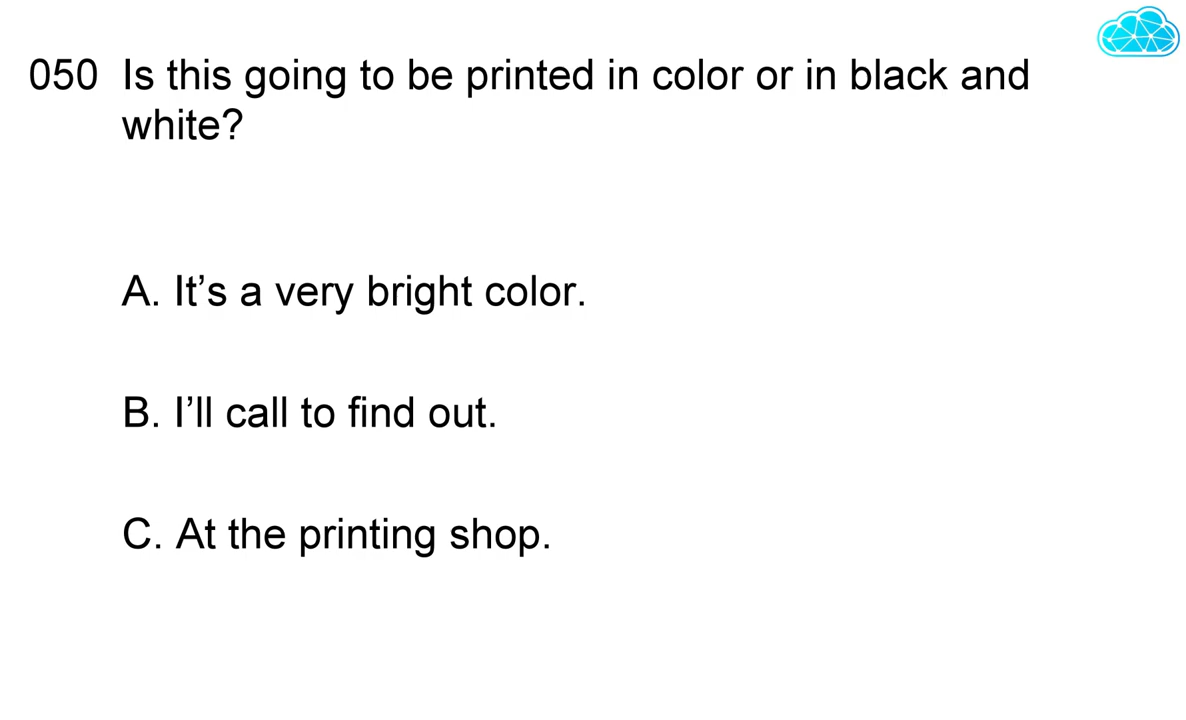 050 Is this going to be printed in color or in black and
white?
A. It’s a very bright color.
B. I’ll call to find out.
C. At the printing shop.